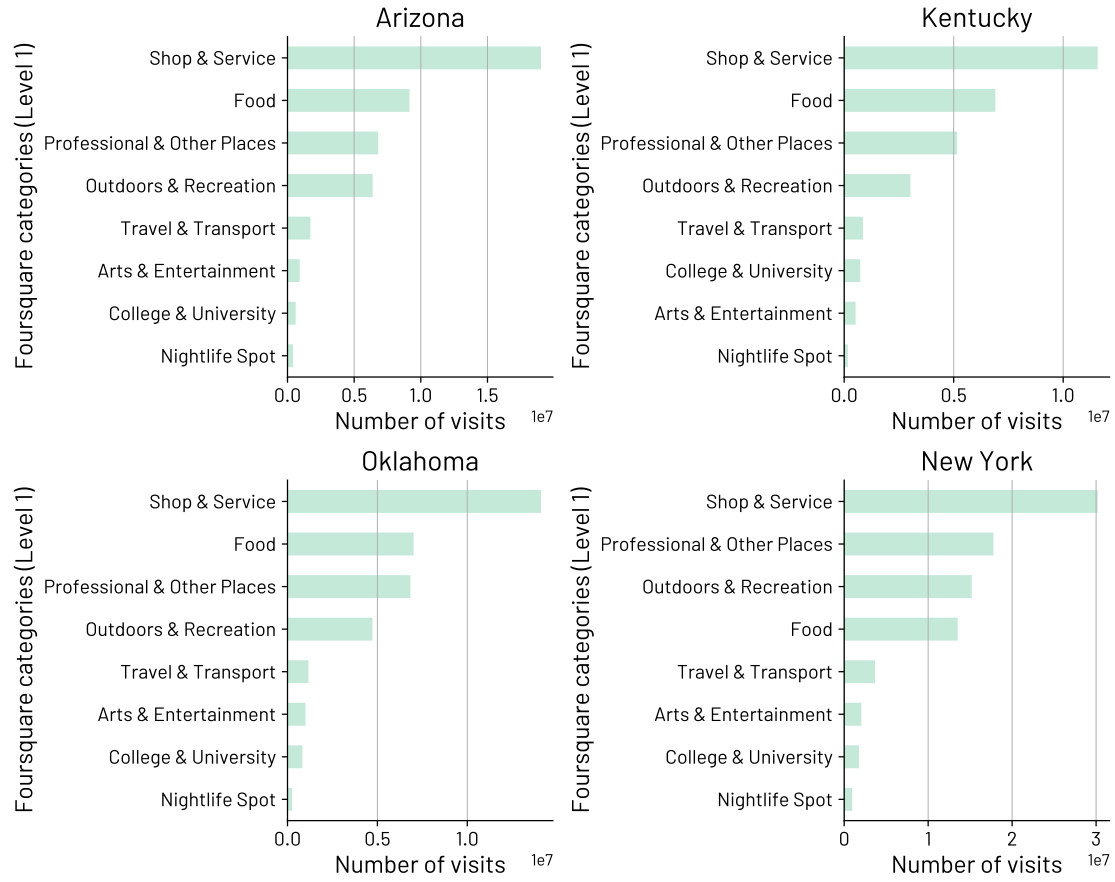 Arizona
Foursquare categories (Level 1)
Shop & Service
Food
Professional & Other Places
Outdoors & Recreation
Travel & Transport
Arts & Entertainment
College & University
Nightlife Spot
0.0 0.5 1.0 1.5
Number of visits 1e7
Kentucky
Foursquare categories (Level 1)
Shop & Service
Food
Professional & Other Places
Outdoors & Recreation
Travel & Transport
College & University
Arts & Entertainment
Nightlife Spot
0.0 0.5 1.0
Number of visits 1e7
Oklahoma
Foursquare categories (Level 1)
Shop & Service
Food
Professional & Other Places
Outdoors & Recreation
Travel & Transport
Arts & Entertainment
College & University
Nightlife Spot
0.0 0.5 1.0
Number of visits 1e7
New York
Foursquare categories (Level 1)
Shop & Service
Professional & Other Places
Outdoors & Recreation
Food
Travel & Transport
Arts & Entertainment
College & University
Nightlife Spot
0 1 2 3
Number of visits 1e7